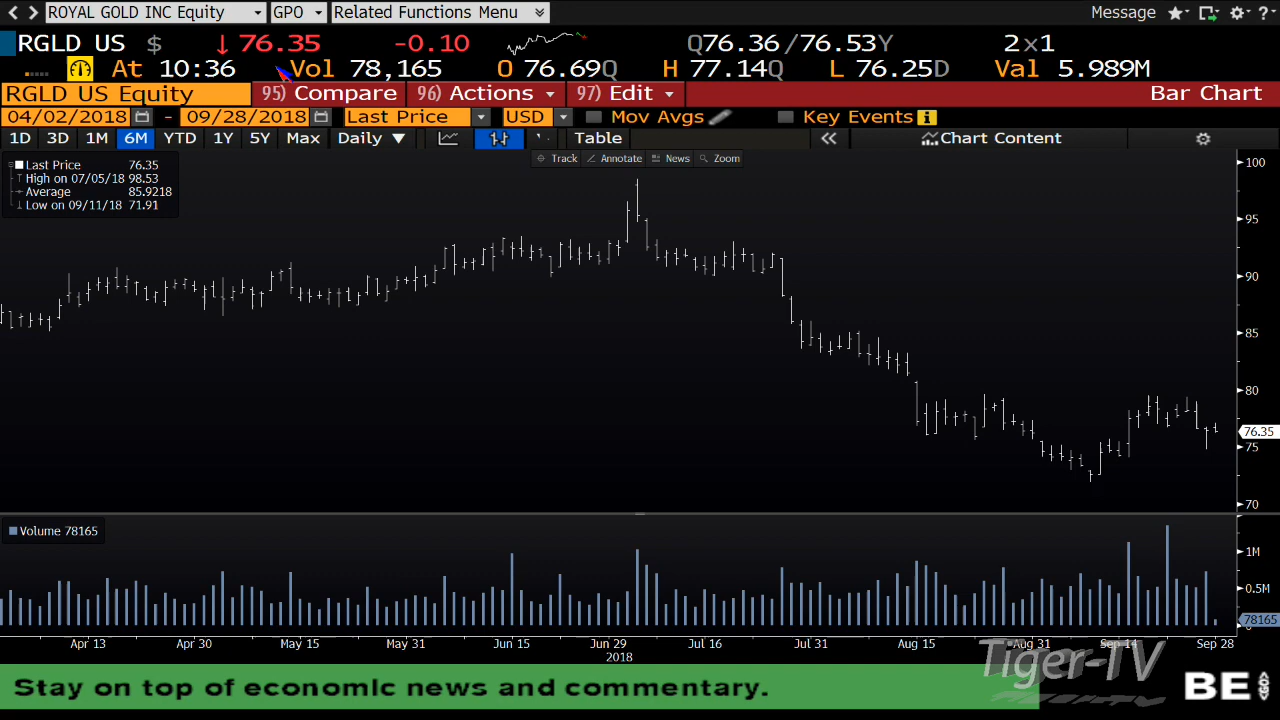 ROYAL GOLD INC Equity GPO Related Functions Menu Message ?
RGLD US $ ↓ 76.35 -0.10 Q76.36 / 76.53Y 2x1
At 10:36 Vol 78,165 O 76.69Q H 77.14Q L 76.25D Val 5.989M
RGLD US Equity 95) Compare 96) Actions 97) Edit Bar Chart
04/02/2018 - 09/28/2018 Last Price USD Mov Avgs Key Events i
1D 3D 1M 6M YTD 1Y 5Y Max Daily ▼ Table « Chart Content
Track Annotate News Zoom
Last Price 76.35
High on 07/05/18 98.53
Average 85.9218
Low on 09/11/18 71.91
100
95
90
85
80
76.35
75
70
Volume 78165
1M
0.5M
0
78165
Apr 13 Apr 30 May 15 May 31 Jun 15 Jun 29 Jul 16 Jul 31 Aug 15 Aug 31 Sep 14 Sep 28
2018
Tiger-TV
Stay on top of economic news and commentary.
BE